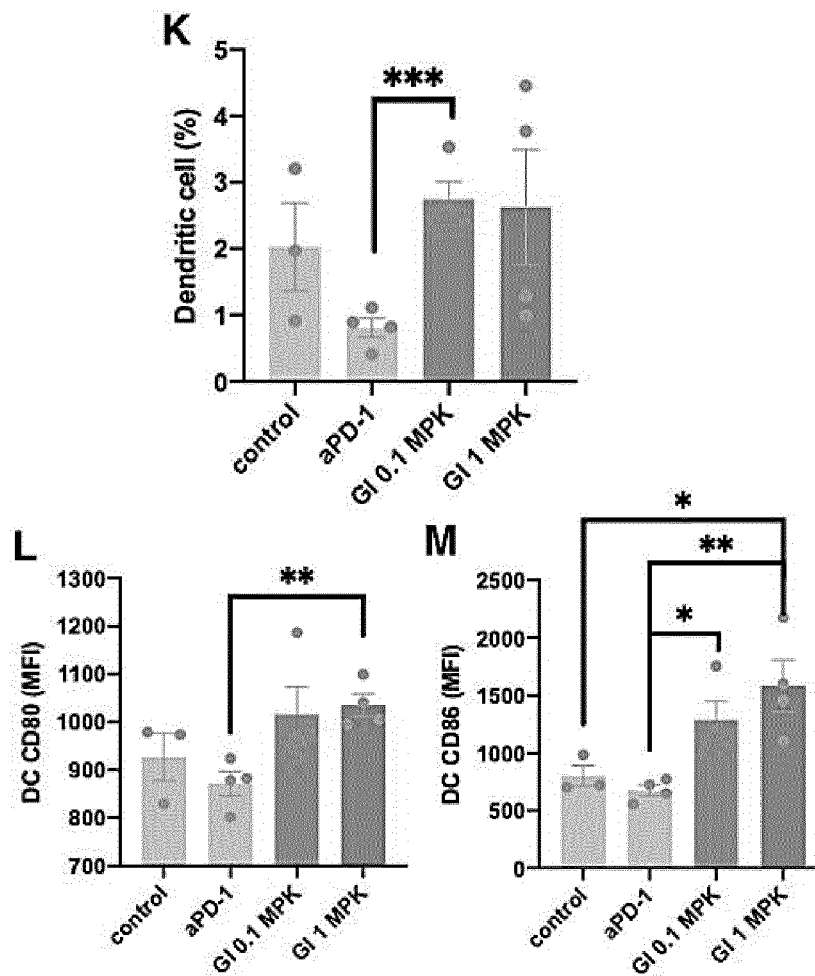 K
Dendritic cell (%)
5
4
3
2
1
0
***
control
aPD-1
GI 0.1 MPK
GI 1 MPK
L
DC CD80 (MFI)
1300
1200
1100
1000
900
800
700
**
control
aPD-1
GI 0.1 MPK
GI 1 MPK
M
DC CD86 (MFI)
2500
2000
1500
1000
500
0
*
**
*
control
aPD-1
GI 0.1 MPK
GI 1 MPK